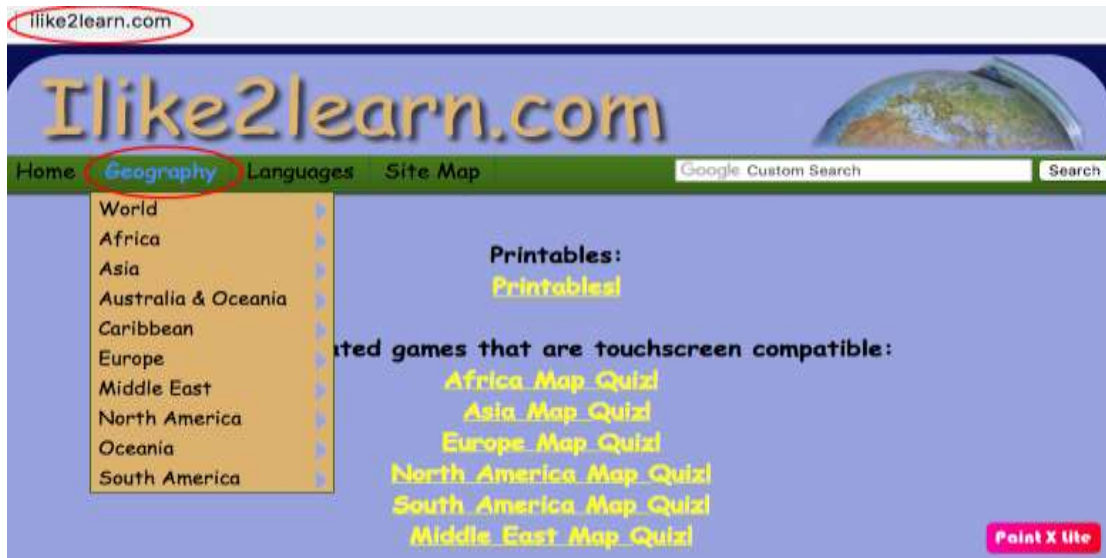 ilike2learn.com
Ilike2learn.com
Home Geography Languages Site Map Google Custom Search Search
World
Africa
Asia
Australia & Oceania
Caribbean
Europe
Middle East
North America
Oceania
South America
Printables:
Printables!
ated games that are touchscreen compatible:
Africa Map Quiz!
Asia Map Quiz!
Europe Map Quiz!
North America Map Quiz!
South America Map Quiz!
Middle East Map Quiz!
Paint X Lite